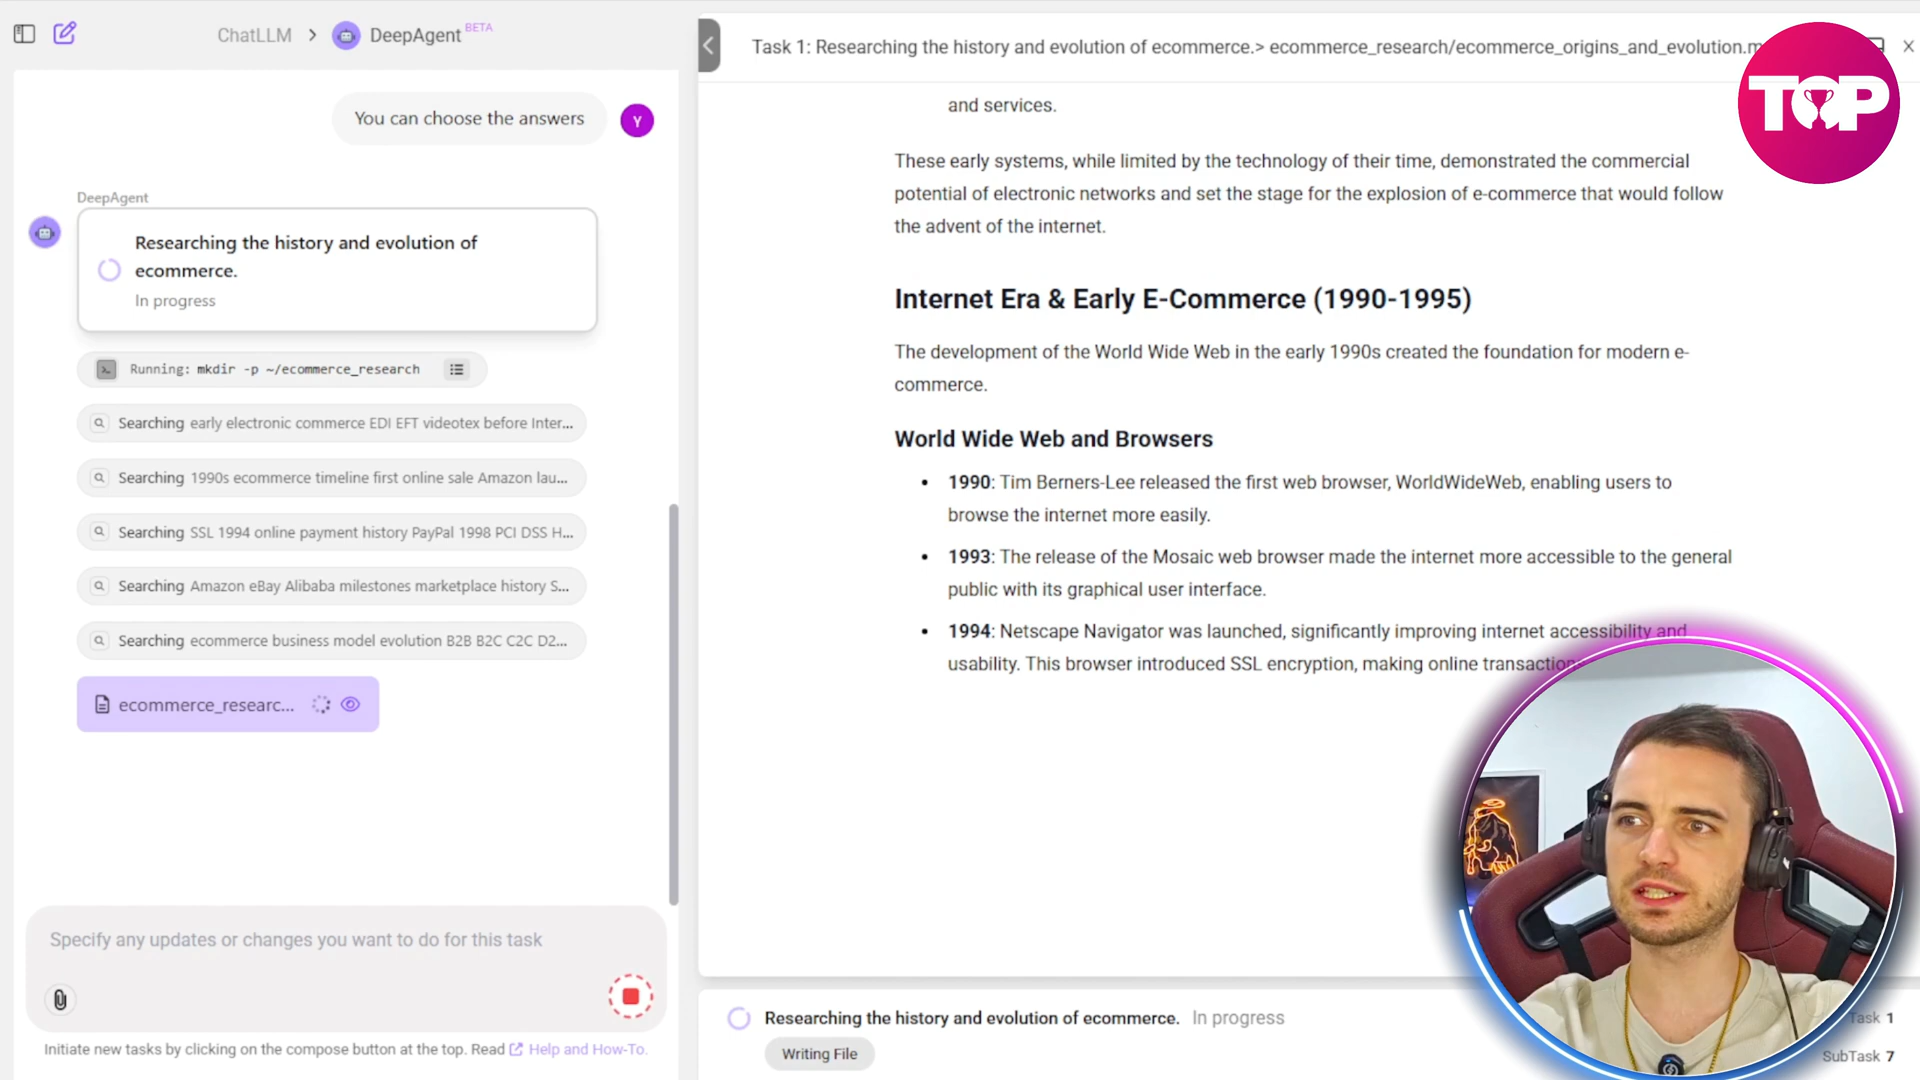 ChatLLM > DeepAgent BETA
You can choose the answers
Y
DeepAgent
Researching the history and evolution of
ecommerce.
In progress
Running: mkdir -p ~/ecommerce_research
Searching early electronic commerce EDI EFT videotex before Inter...
Searching 1990s ecommerce timeline first online sale Amazon lau...
Searching SSL 1994 online payment history PayPal 1998 PCI DSS H...
Searching Amazon eBay Alibaba milestones marketplace history S...
Searching ecommerce business model evolution B2B B2C C2C D2...
ecommerce_researc...
Specify any updates or changes you want to do for this task
Initiate new tasks by clicking on the compose button at the top. Read Help and How-To.
Task 1: Researching the history and evolution of ecommerce.> ecommerce_research/ecommerce_origins_and_evolution.m
TOP
and services.
These early systems, while limited by the technology of their time, demonstrated the commercial
potential of electronic networks and set the stage for the explosion of e-commerce that would follow
the advent of the internet.
Internet Era & Early E-Commerce (1990-1995)
The development of the World Wide Web in the early 1990s created the foundation for modern e-
commerce.
World Wide Web and Browsers
• 1990: Tim Berners-Lee released the first web browser, WorldWideWeb, enabling users to
browse the internet more easily.
• 1993: The release of the Mosaic web browser made the internet more accessible to the general
public with its graphical user interface.
• 1994: Netscape Navigator was launched, significantly improving internet accessibility and
usability. This browser introduced SSL encryption, making online transaction
Researching the history and evolution of ecommerce. In progress
Writing File
Task 1
SubTask 7